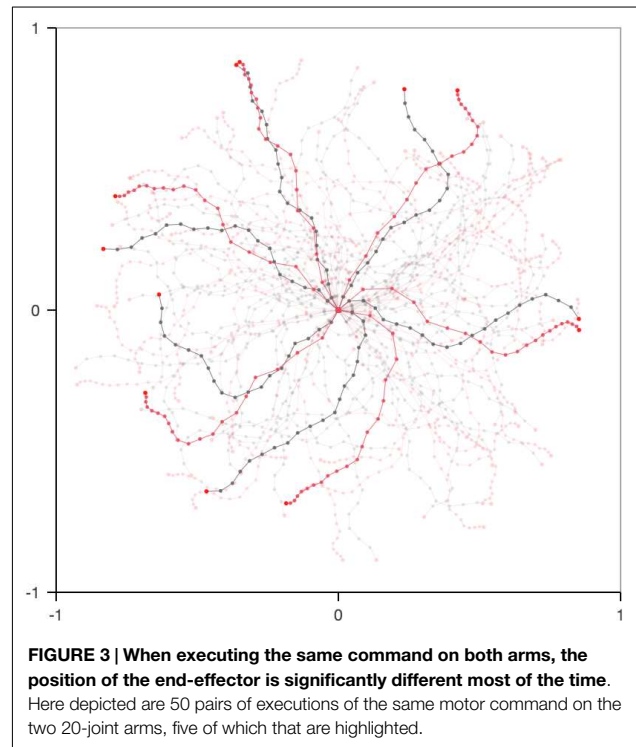 1
0
-1
-1
0
1
FIGURE 3 | When executing the same command on both arms, the
position of the end-effector is significantly different most of the time.
Here depicted are 50 pairs of executions of the same motor command on the
two 20-joint arms, five of which that are highlighted.